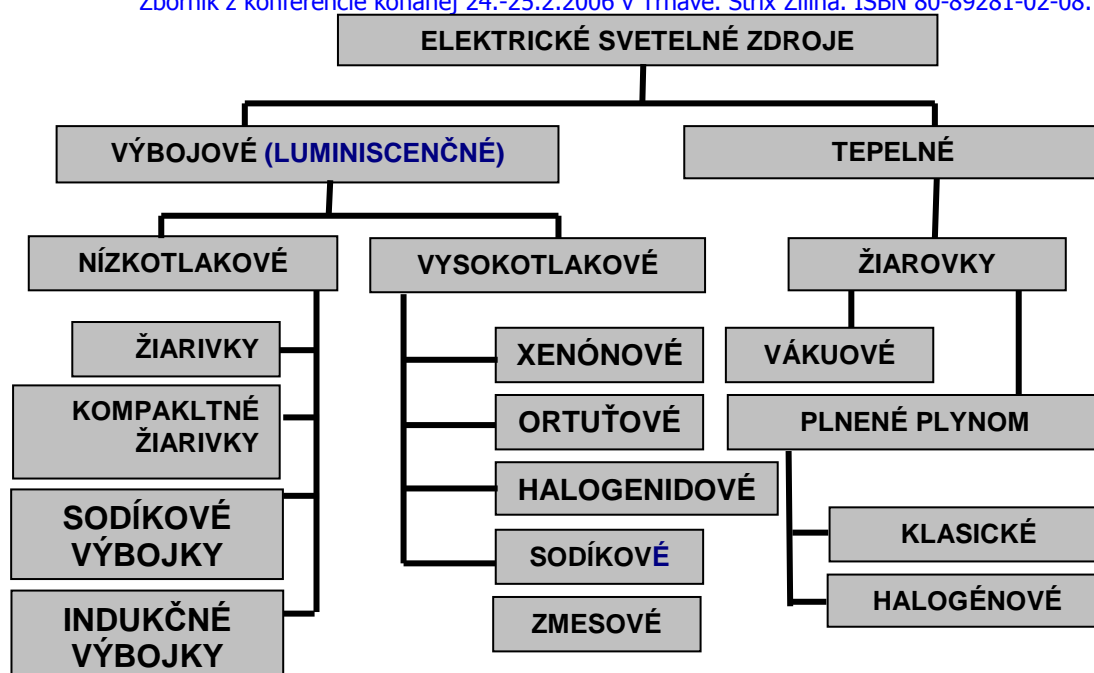 Zborník z konferencie konanej 24.-25.2.2006 v Trnave. Strix Žilina. ISBN 80-89281-02-08.
ELEKTRICKÉ SVETELNÉ ZDROJE
VÝBOJOVÉ (LUMINISCENČNÉ)
TEPELNÉ
NÍZKOTLAKOVÉ
VYSOKOTLAKOVÉ
ŽIAROVKY
ŽIARIVKY
KOMPAKLTNÉ
ŽIARIVKY
SODÍKOVÉ
VÝBOJKY
INDUKČNÉ
VÝBOJKY
XENÓNOVÉ
ORTUŤOVÉ
HALOGENIDOVÉ
SODÍKOVÉ
ZMESOVÉ
VÁKUOVÉ
PLNENÉ PLYNOM
KLASICKÉ
HALOGÉNOVÉ